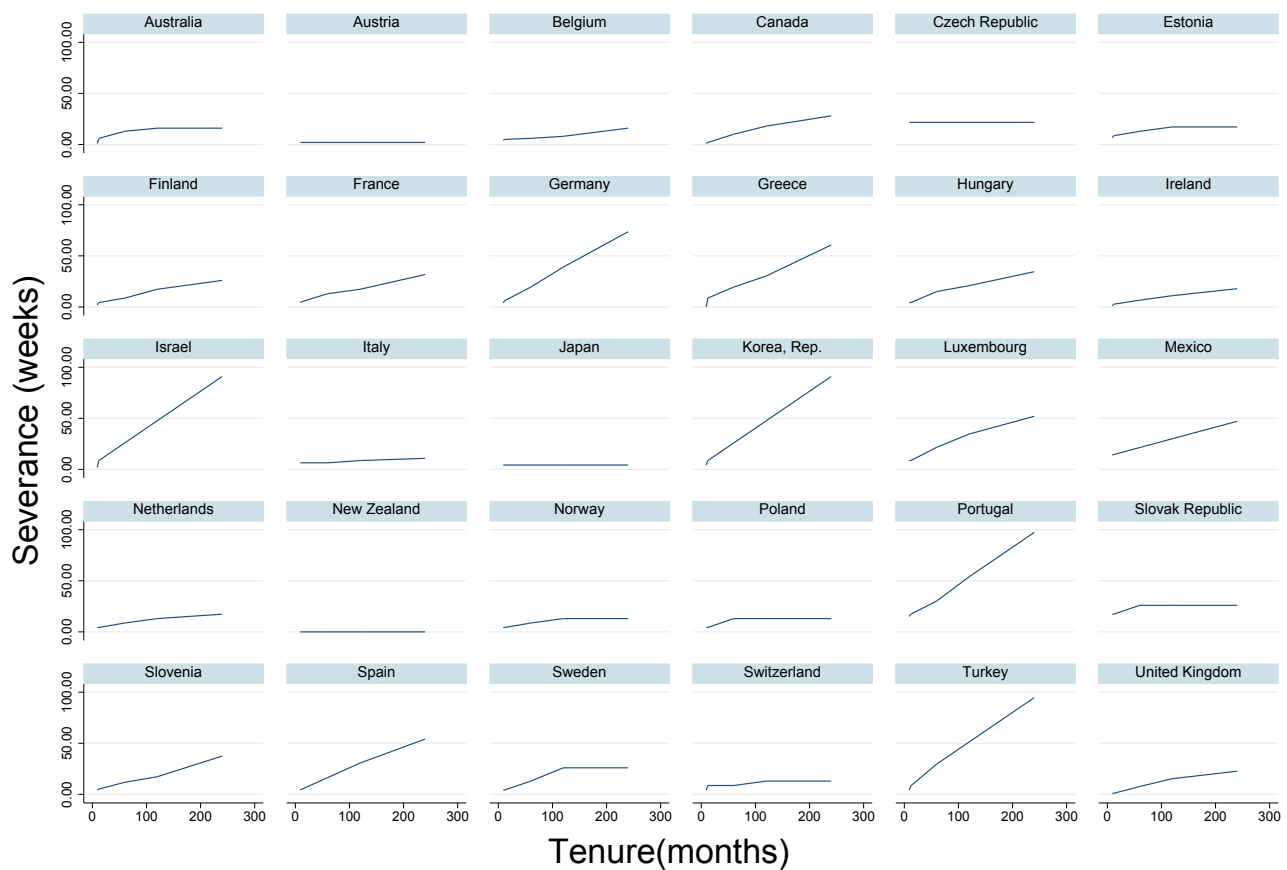 Australia Austria Belgium Canada Czech Republic Estonia
100.00
50.00
0.00
Finland France Germany Greece Hungary Ireland
100.00
50.00
0.00
Israel Italy Japan Korea, Rep. Luxembourg Mexico
100.00
50.00
0.00
Netherlands New Zealand Norway Poland Portugal Slovak Republic
100.00
50.00
0.00
Slovenia Spain Sweden Switzerland Turkey United Kingdom
100.00
50.00
0.00
0 100 200 300 0 100 200 300 0 100 200 300 0 100 200 300 0 100 200 300 0 100 200 300
Severance (weeks)
Tenure(months)